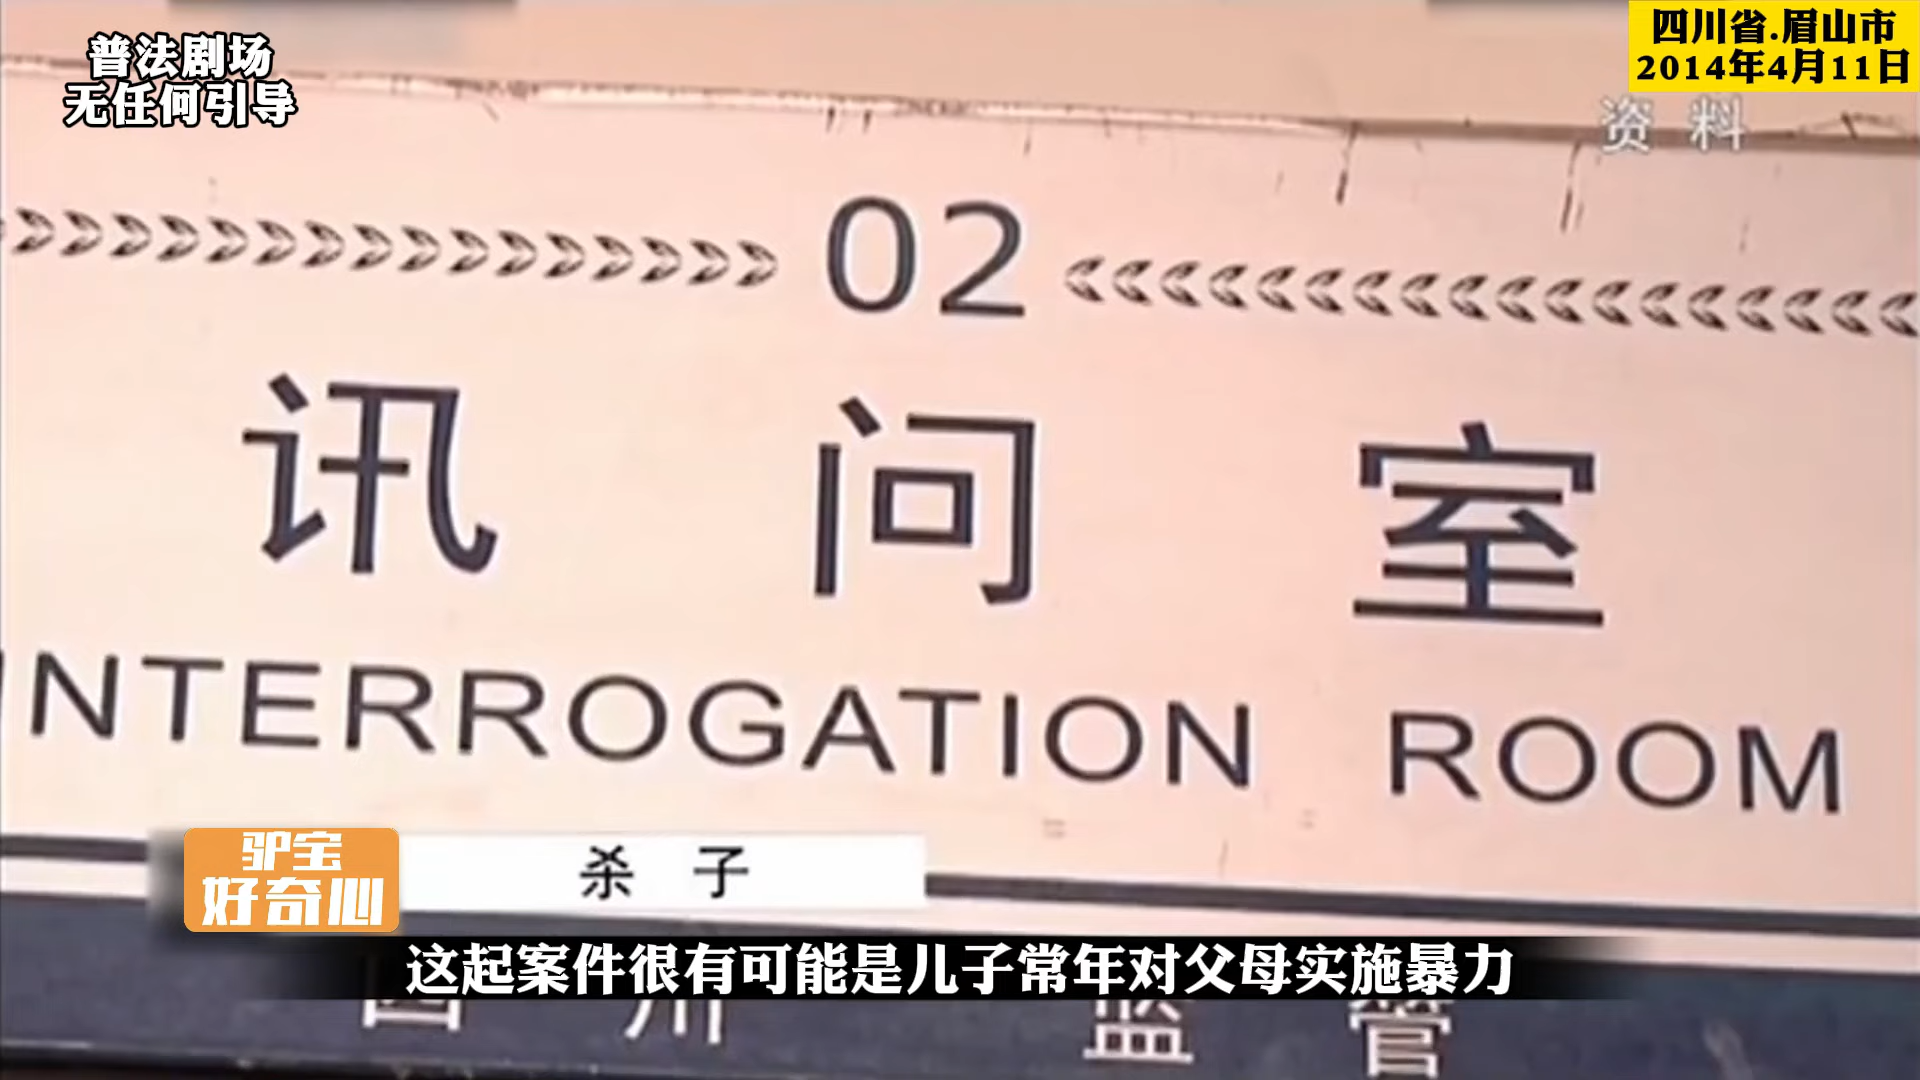 普法剧场
无任何引导
四川省.眉山市
2014年4月11日
资料
02
讯问室
INTERROGATION ROOM
驴宝
好奇心
杀子
这起案件很有可能是儿子常年对父母实施暴力
四川 监管